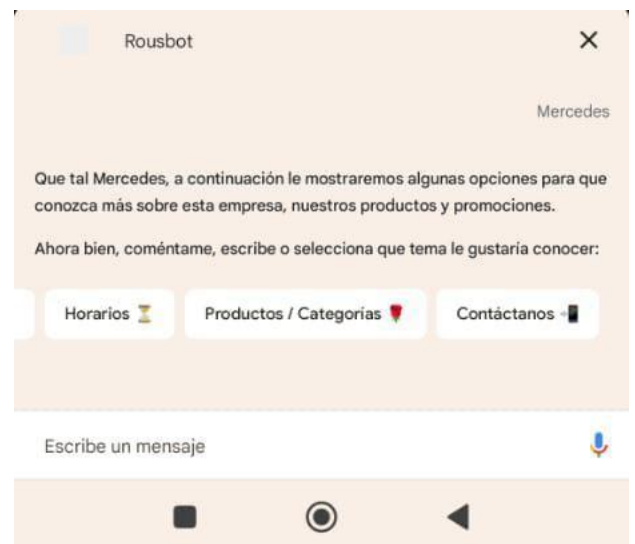 Rousbot
Mercedes
Que tal Mercedes, a continuación le mostraremos algunas opciones para que
conozca más sobre esta empresa, nuestros productos y promociones.
Ahora bien, coméntame, escribe o selecciona que tema le gustaría conocer:
Horarios ⏳ Productos / Categorías 🌹 Contáctanos 📲
Escribe un mensaje